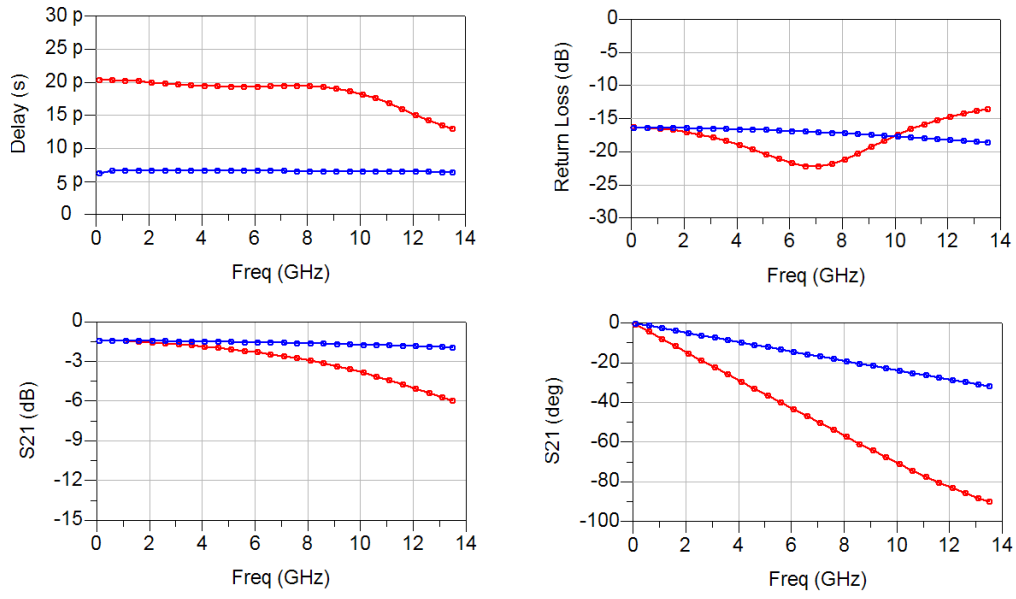 Delay (s)
30 p
25 p
20 p
15 p
10 p
5 p
0
0 2 4 6 8 10 12 14
Freq (GHz)
Return Loss (dB)
0
-5
-10
-15
-20
-25
-30
0 2 4 6 8 10 12 14
Freq (GHz)
S21 (dB)
0
-3
-6
-9
-12
-15
0 2 4 6 8 10 12 14
Freq (GHz)
S21 (deg)
0
-20
-40
-60
-80
-100
0 2 4 6 8 10 12 14
Freq (GHz)